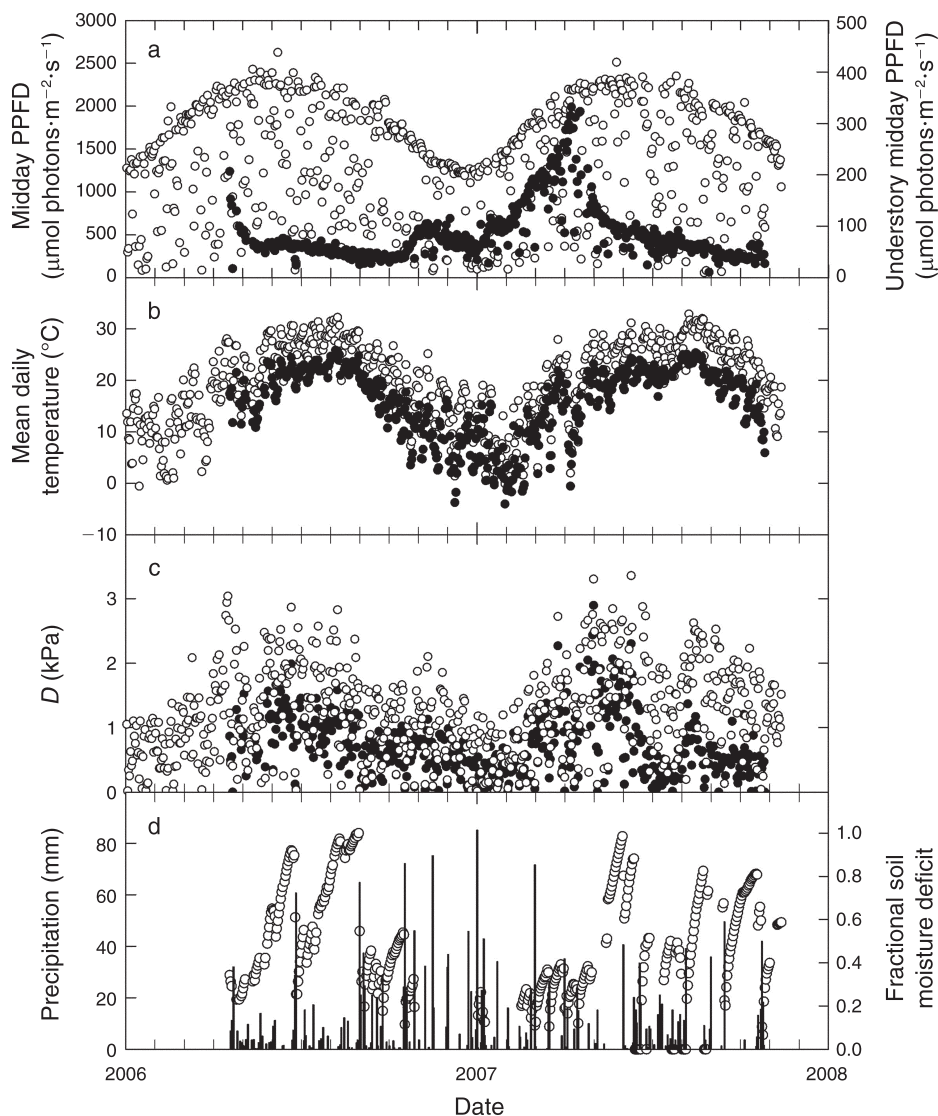 a
Midday PPFD
(μmol photons·m−2·s−1)
3000
2500
2000
1500
1000
500
0
Understory midday PPFD
(μmol photons·m−2·s−1)
500
400
300
200
100
0
b
Mean daily
temperature (°C)
30
20
10
0
−10
c
D (kPa)
3
2
1
0
d
Precipitation (mm)
80
60
40
20
0
Fractional soil
moisture deficit
1.0
0.8
0.6
0.4
0.2
0.0
2006
2007
2008
Date